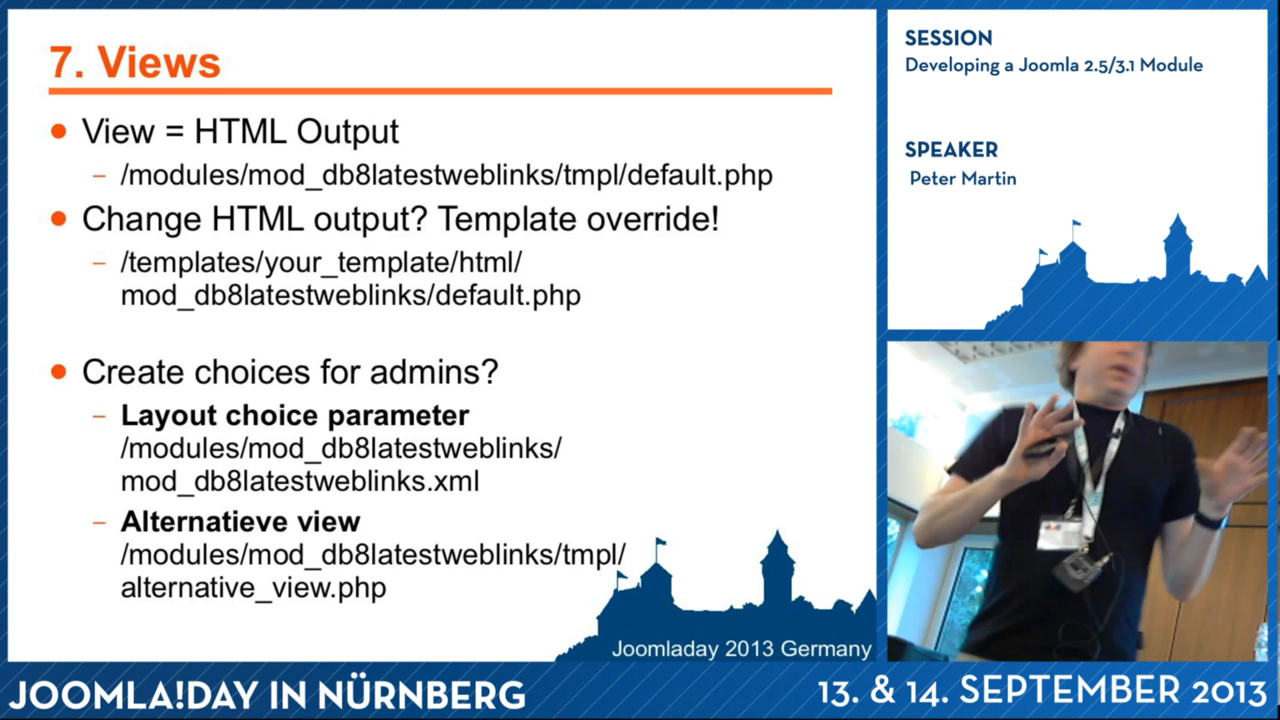 7. Views
● View = HTML Output
– /modules/mod_db8latestweblinks/tmpl/default.php
● Change HTML output? Template override!
– /templates/your_template/html/
mod_db8latestweblinks/default.php
● Create choices for admins?
– Layout choice parameter
/modules/mod_db8latestweblinks/
mod_db8latestweblinks.xml
– Alternatieve view
/modules/mod_db8latestweblinks/tmpl/
alternative_view.php
Joomladay 2013 Germany
SESSION
Developing a Joomla 2.5/3.1 Module
SPEAKER
Peter Martin
JOOMLA!DAY IN NÜRNBERG
13. & 14. SEPTEMBER 2013